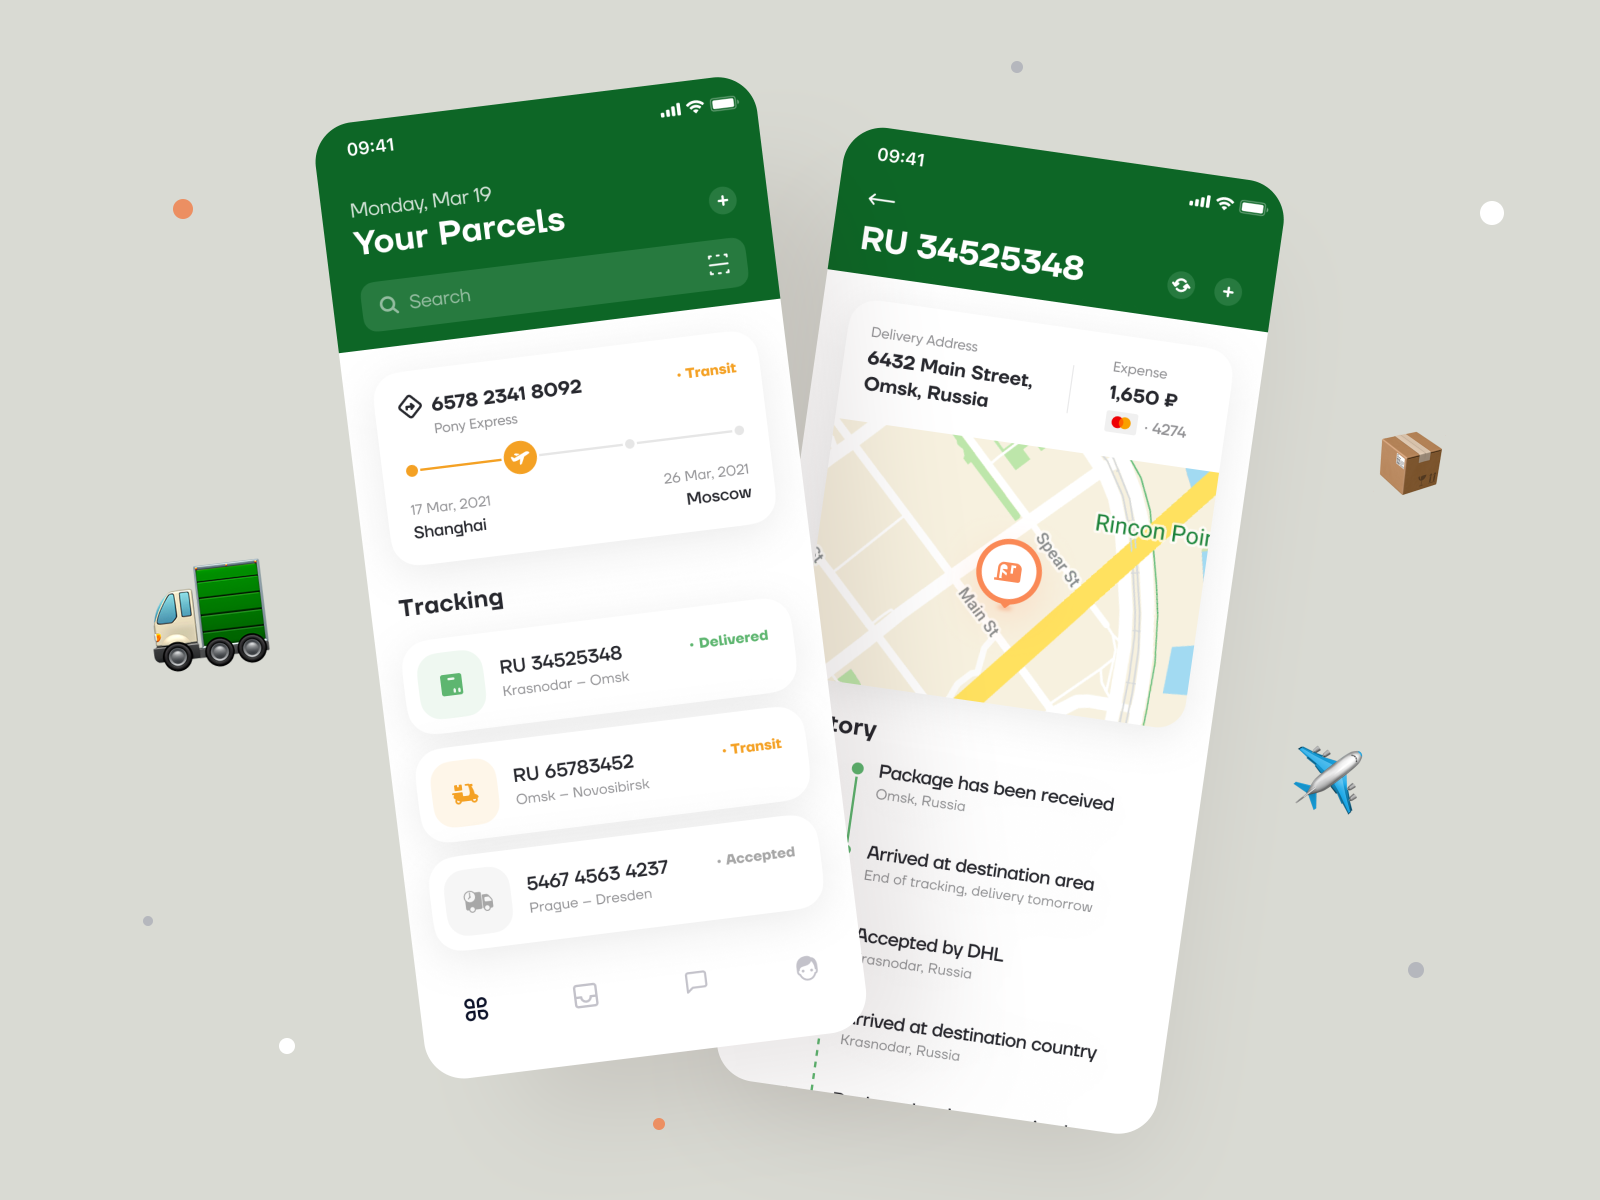 09:41
Monday, Mar 19
Your Parcels
Search
6578 2341 8092
· Transit
Pony Express
17 Mar, 2021
Shanghai
26 Mar, 2021
Moscow
Tracking
RU 34525348
· Delivered
Krasnodar – Omsk
RU 65783452
· Transit
Omsk – Novosibirsk
5467 4563 4237
· Accepted
Prague – Dresden
09:41
RU 34525348
Delivery Address
6432 Main Street,
Omsk, Russia
Expense
1,650 ₽
· 4274
Rincon Poin
Spear St
Main St
St
tory
Package has been received
Omsk, Russia
Arrived at destination area
End of tracking, delivery tomorrow
Accepted by DHL
rasnodar, Russia
rrived at destination country
Krasnodar, Russia